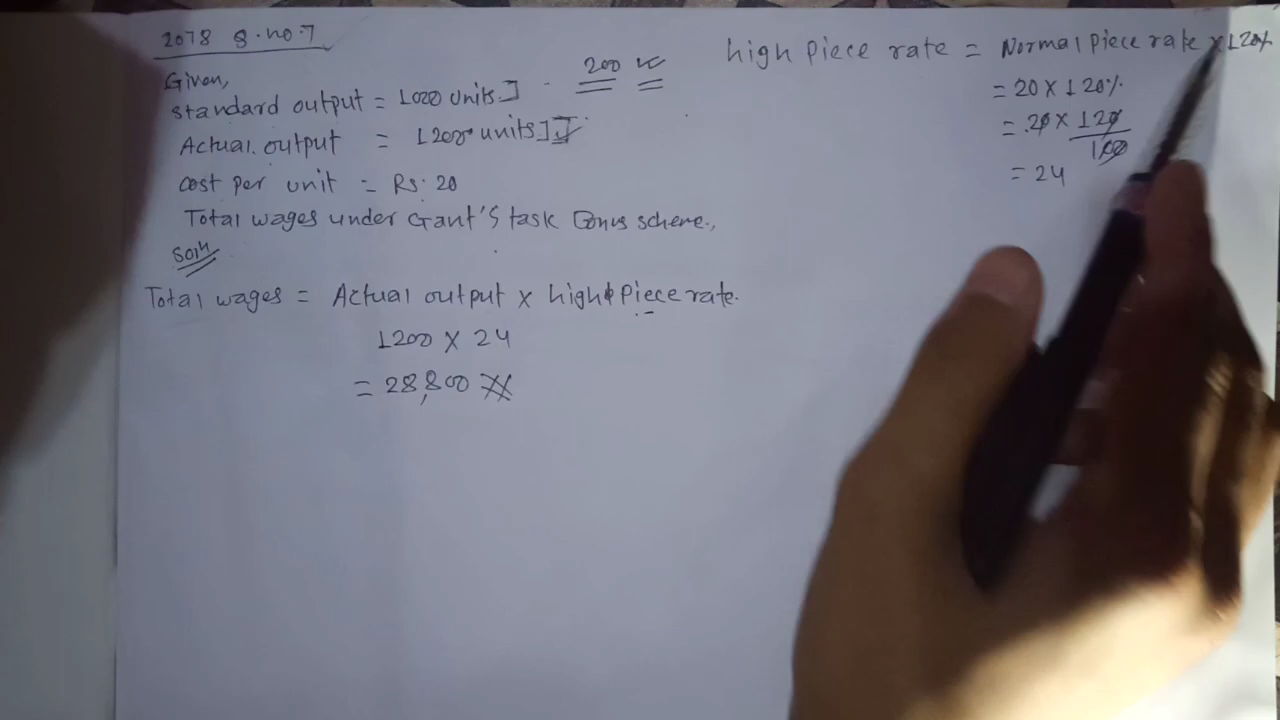 2078 Q.no.7
Given,
standard output = 1000 units] 200
Actual output = 1200 units]
cost per unit = Rs. 20
Total wages under Gant's task Bonus scheme.,
Soln
Total wages = Actual output x high Piece rate.
1200 x 24
= 28,800
high piece rate = Normal Piece rate x 120%
= 20 x 120%
= 20 x 120/100
= 24